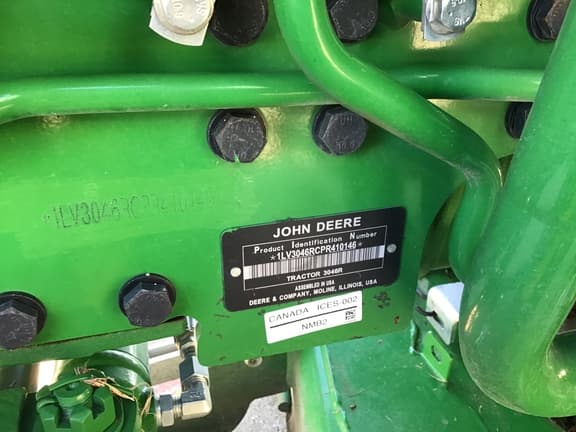 *1LV3046RCPR410146
JOHN DEERE
Product Identification Number
*1LV3046RCPR410146*
TRACTOR 3046R
ASSEMBLED IN USA
DEERE & COMPANY, MOLINE, ILLINOIS, USA
CANADA ICES-002
NMB2